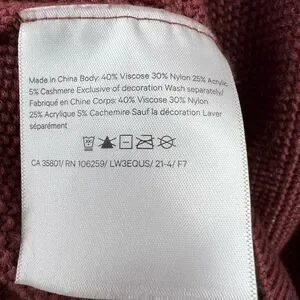 Made in China Body: 40% Viscose 30% Nylon 25% Acrylic
5% Cashmere Exclusive of decoration Wash separately/
Fabriqué en Chine Corps: 40% Viscose 30% Nylon
25% Acrylique 5% Cachemire Sauf la décoration Laver
séparément
CA 35801/ RN 106259/ LW3EQUS/ 21-4/ F7